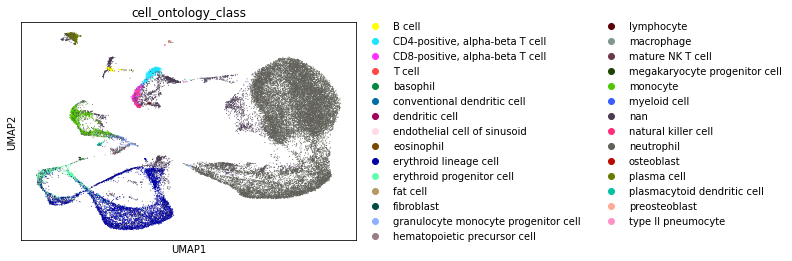 cell_ontology_class
UMAP2
UMAP1
B cell
CD4-positive, alpha-beta T cell
CD8-positive, alpha-beta T cell
T cell
basophil
conventional dendritic cell
dendritic cell
endothelial cell of sinusoid
eosinophil
erythroid lineage cell
erythroid progenitor cell
fat cell
fibroblast
granulocyte monocyte progenitor cell
hematopoietic precursor cell
lymphocyte
macrophage
mature NK T cell
megakaryocyte progenitor cell
monocyte
myeloid cell
nan
natural killer cell
neutrophil
osteoblast
plasma cell
plasmacytoid dendritic cell
preosteoblast
type II pneumocyte